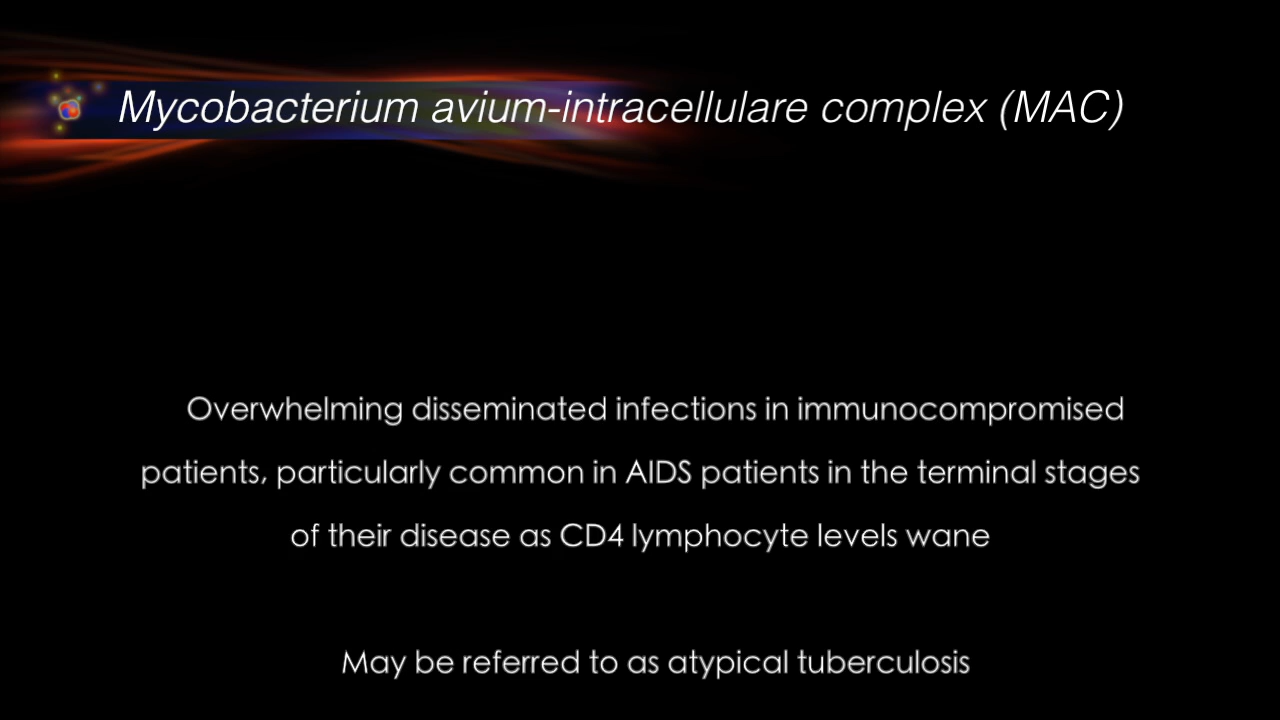 Mycobacterium avium-intracellulare complex (MAC)
Overwhelming disseminated infections in immunocompromised
patients, particularly common in AIDS patients in the terminal stages
of their disease as CD4 lymphocyte levels wane
May be referred to as atypical tuberculosis